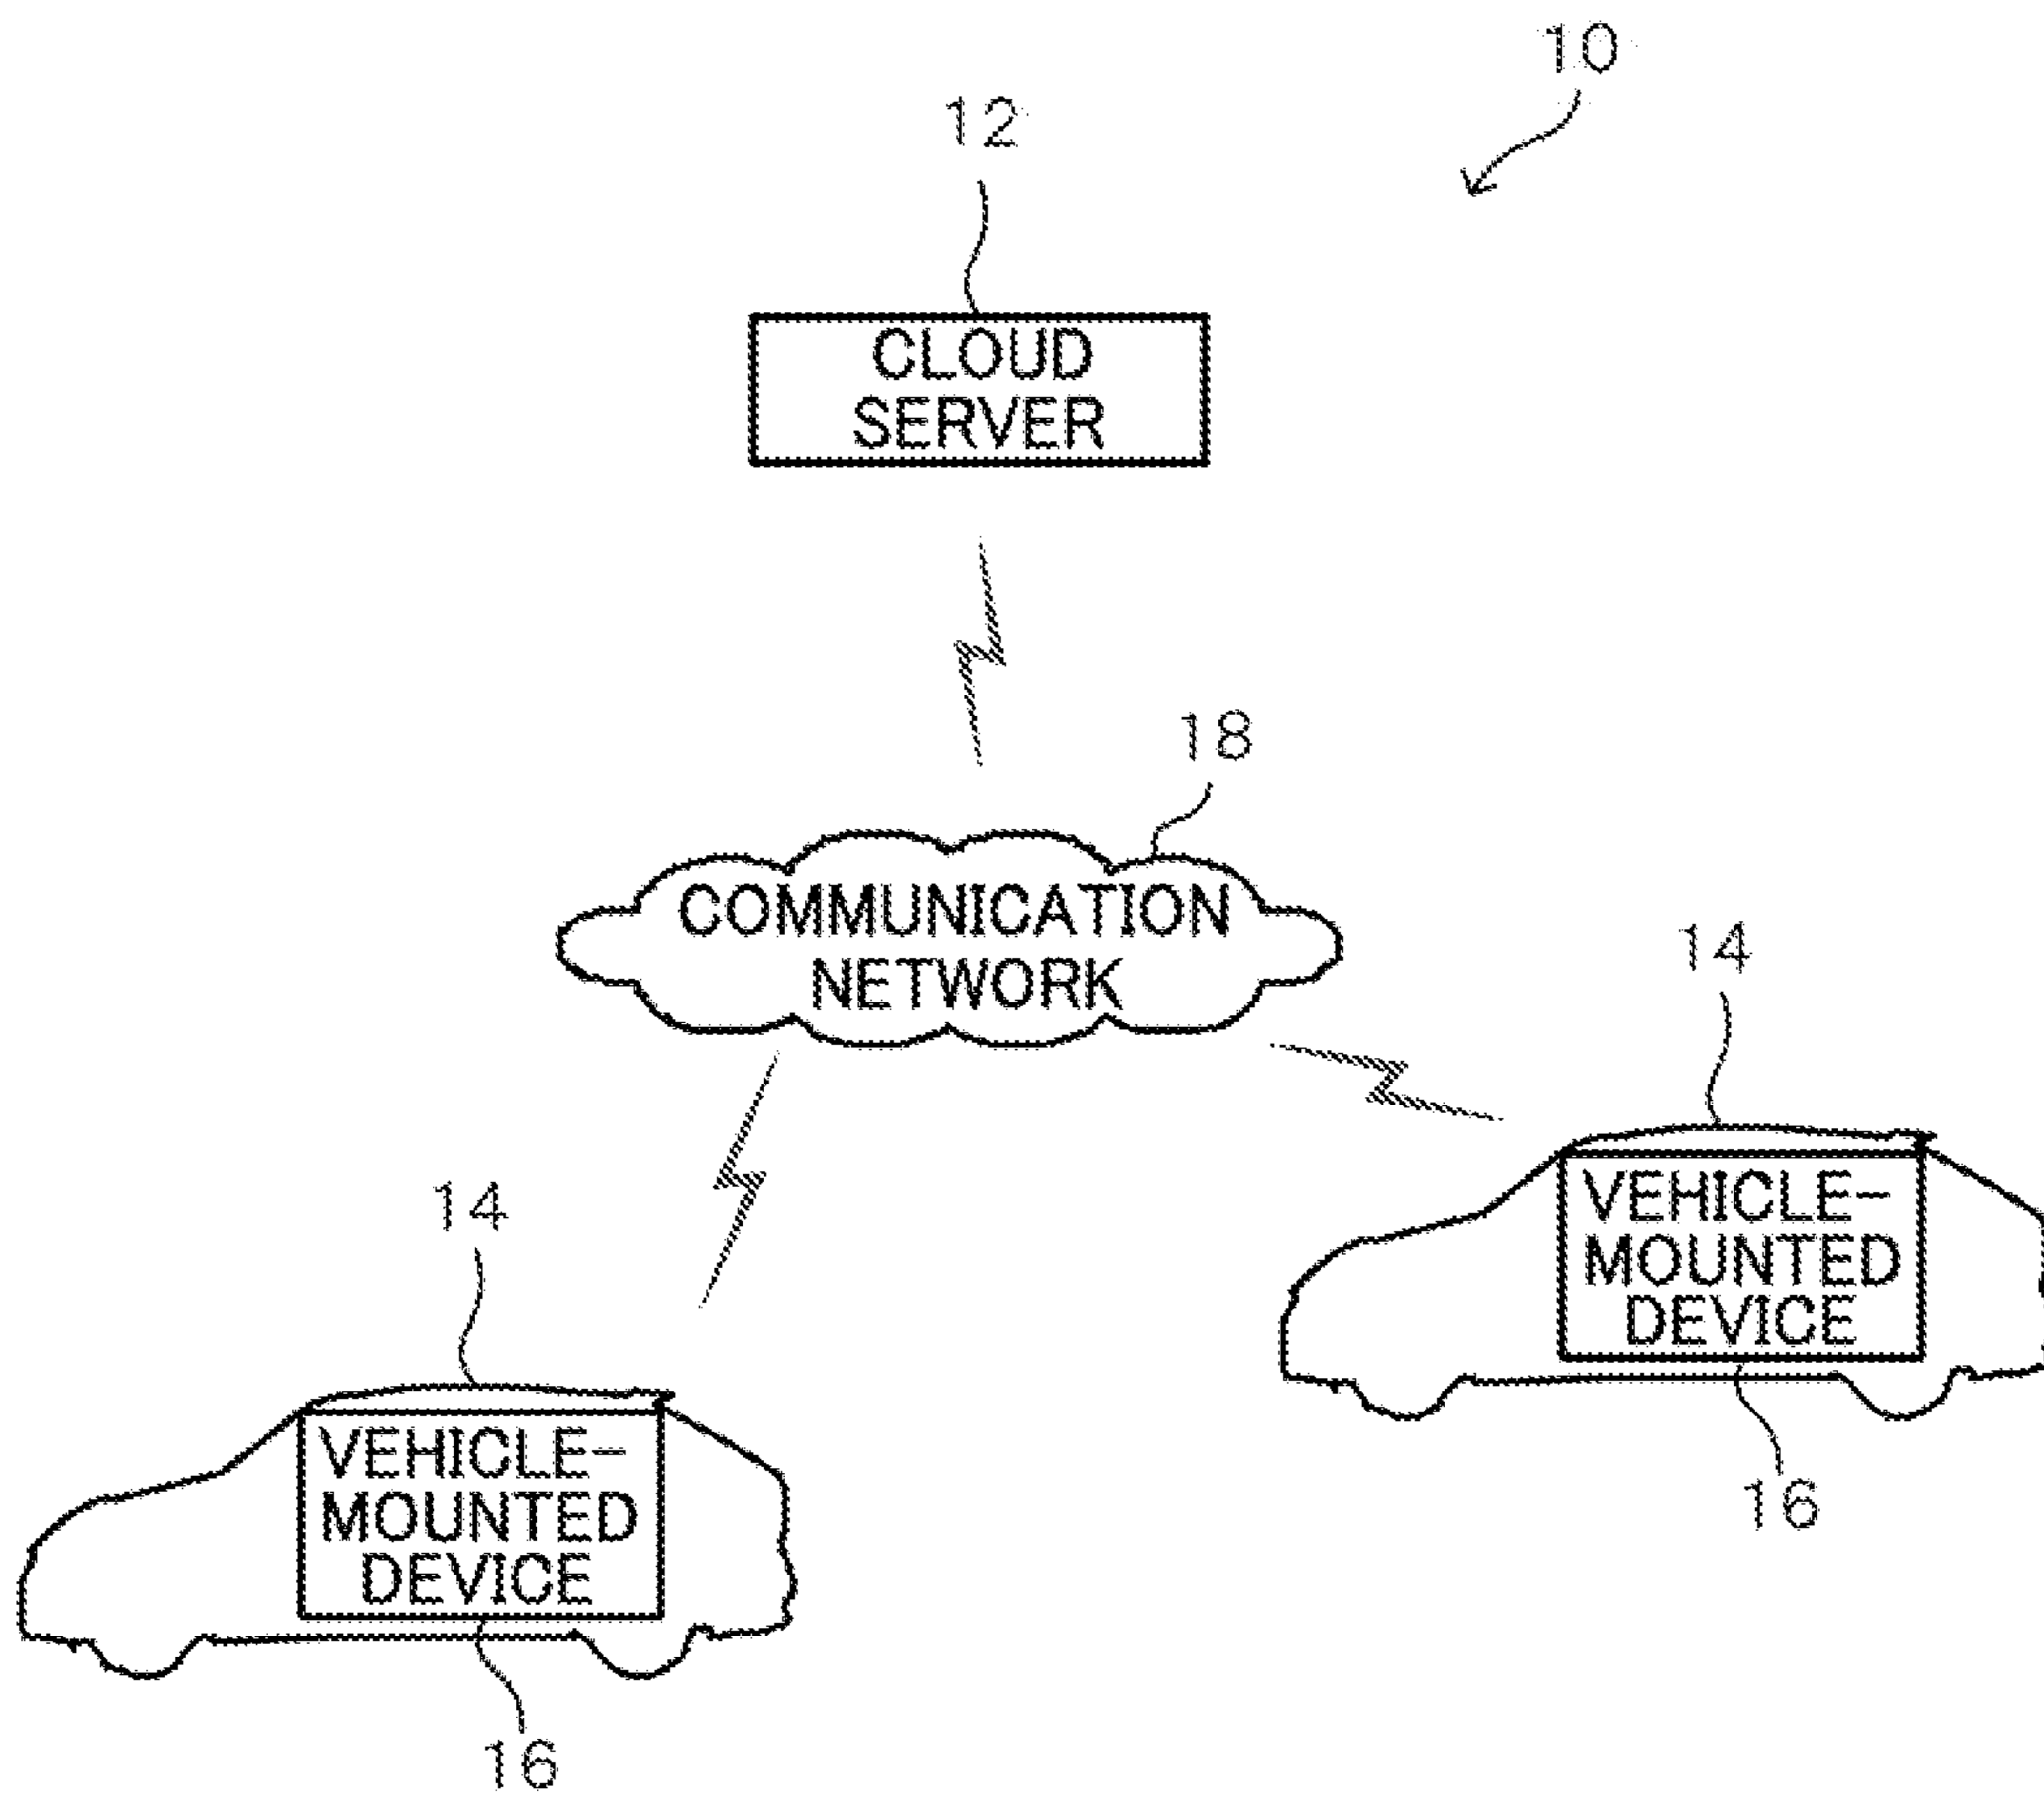 10
12
CLOUD
SERVER
18
COMMUNICATION
NETWORK
14
VEHICLE-
MOUNTED
DEVICE
16
14
VEHICLE-
MOUNTED
DEVICE
16